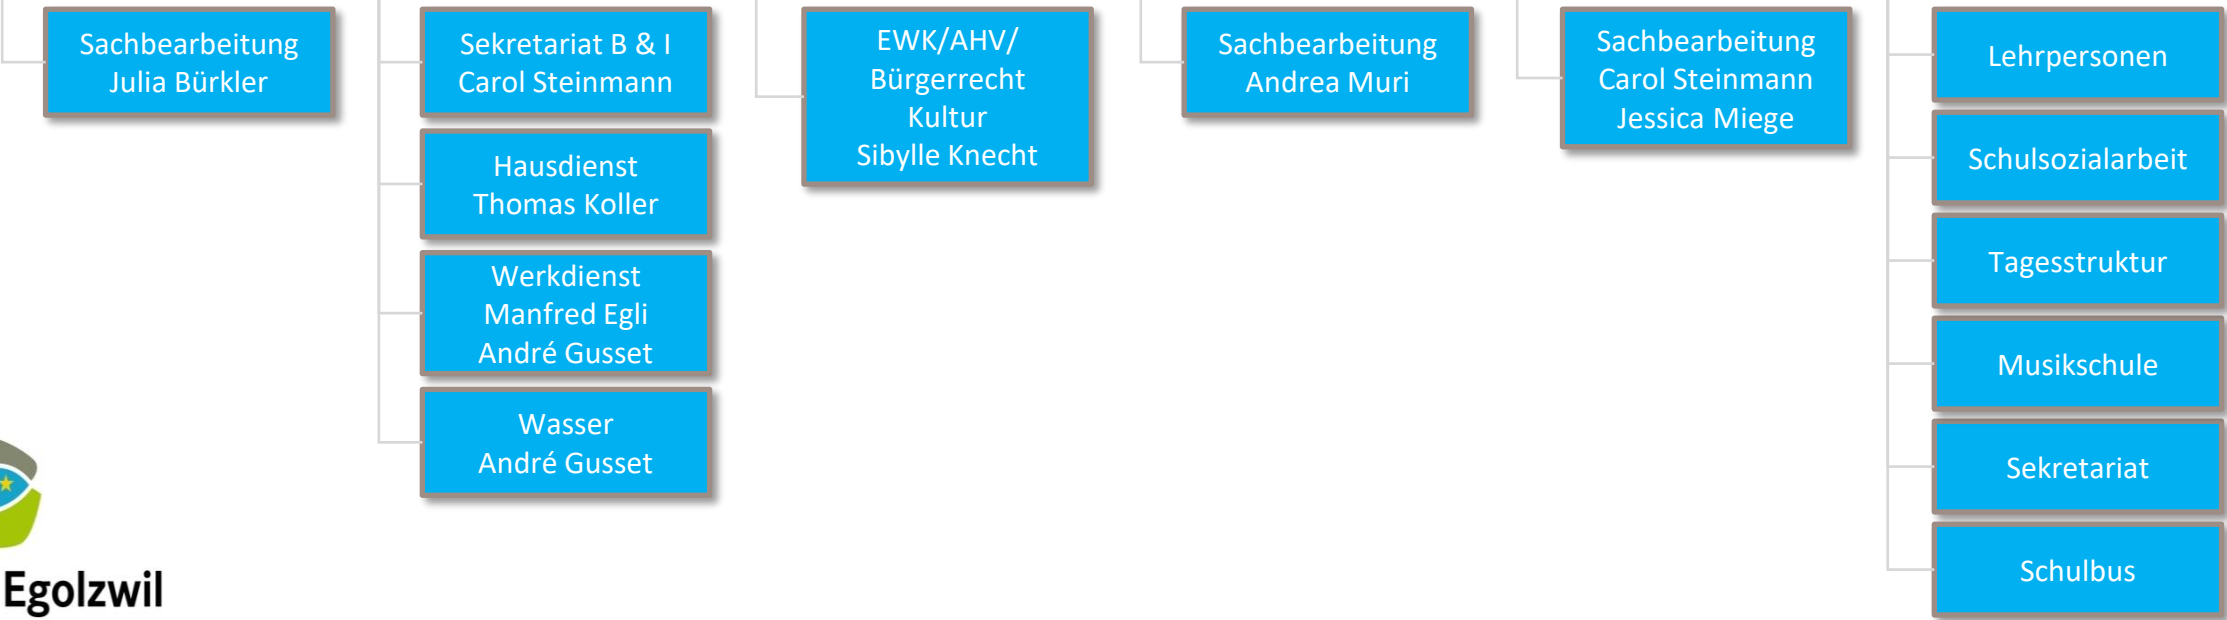 Sachbearbeitung
Julia Bürkler
Sekretariat B & I
Carol Steinmann
Hausdienst
Thomas Koller
Werkdienst
Manfred Egli
André Gusset
Wasser
André Gusset
EWK/AHV/
Bürgerrecht
Kultur
Sibylle Knecht
Sachbearbeitung
Andrea Muri
Sachbearbeitung
Carol Steinmann
Jessica Miege
Lehrpersonen
Schulsozialarbeit
Tagesstruktur
Musikschule
Sekretariat
Schulbus
Egolzwil